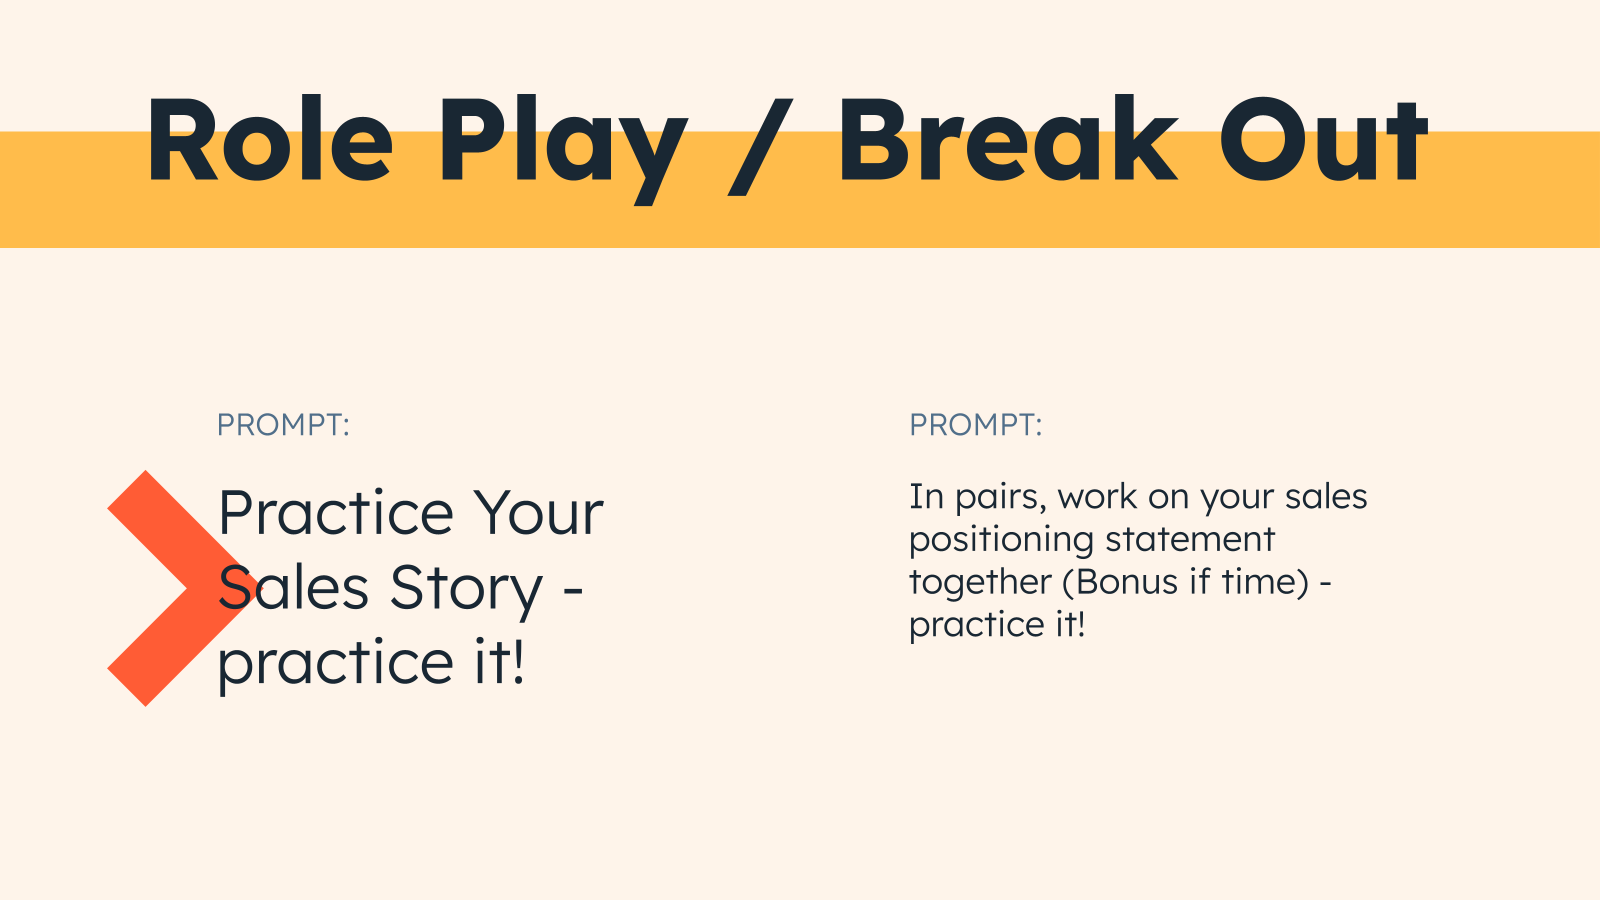 Role Play / Break Out
PROMPT:
Practice Your
Sales Story -
practice it!
PROMPT:
In pairs, work on your sales
positioning statement
together (Bonus if time) -
practice it!